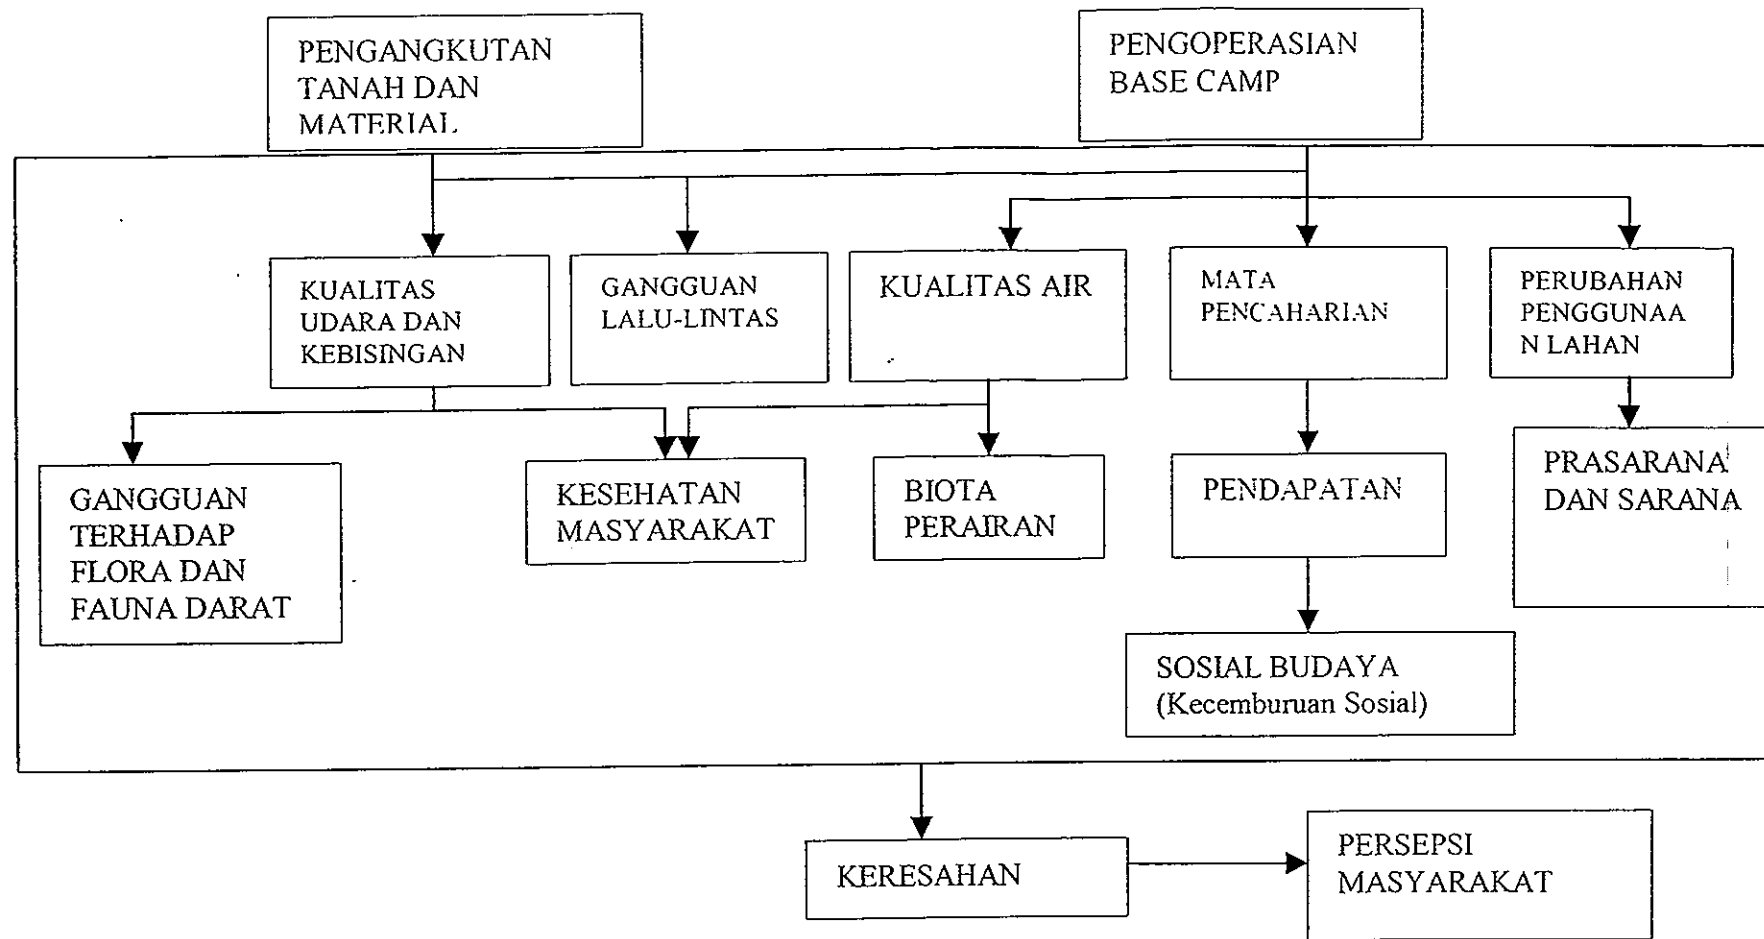 PENGANGKUTAN
TANAH DAN
MATERIAL
PENGOPERASIAN
BASE CAMP
KUALITAS
UDARA DAN
KEBISINGAN
GANGGUAN
LALU-LINTAS
KUALITAS AIR
MATA
PENCAHARIAN
PERUBAHAN
PENGGUNAA
N LAHAN
GANGGUAN
TERHADAP
FLORA DAN
FAUNA DARAT
KESEHATAN
MASYARAKAT
BIOTA
PERAIRAN
PENDAPATAN
PRASARANA
DAN SARANA
SOSIAL BUDAYA
(Kecemburuan Sosial)
KERESAHAN
PERSEPSI
MASYARAKAT